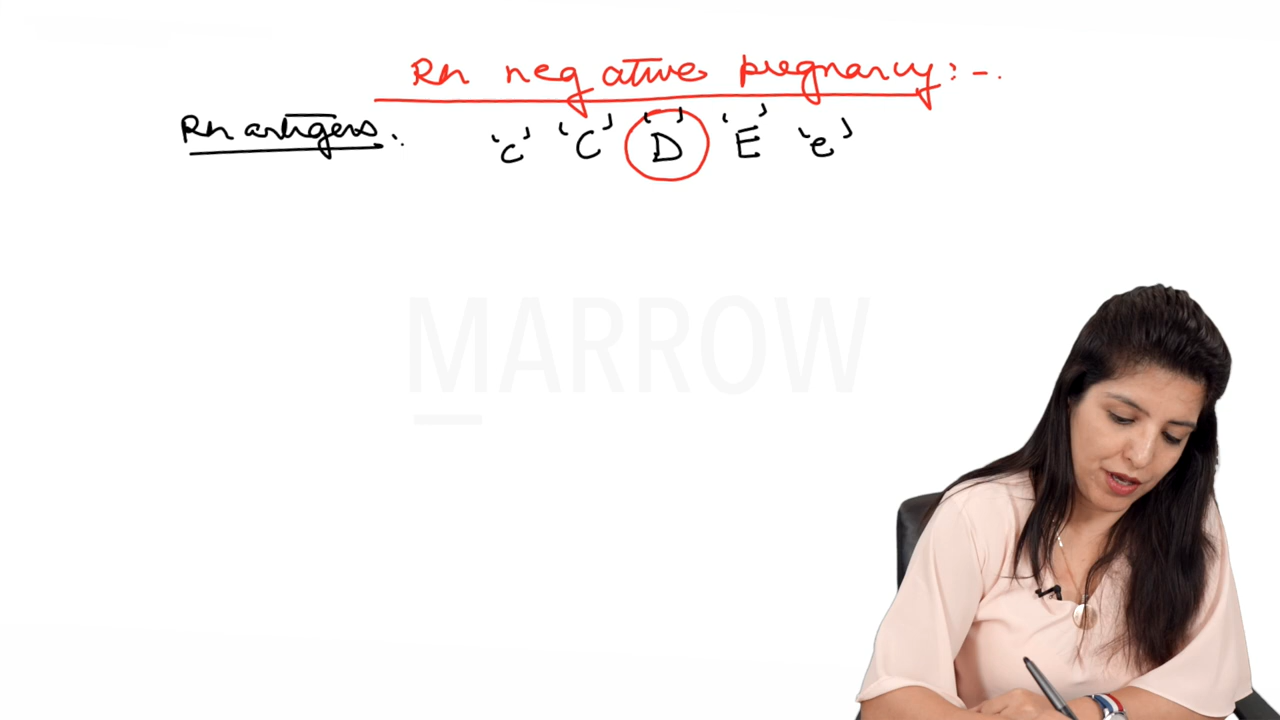 Rh negative pregnancy:-.
Rh antigens. 'c' 'C' 'D' 'E' 'e'
MARROW